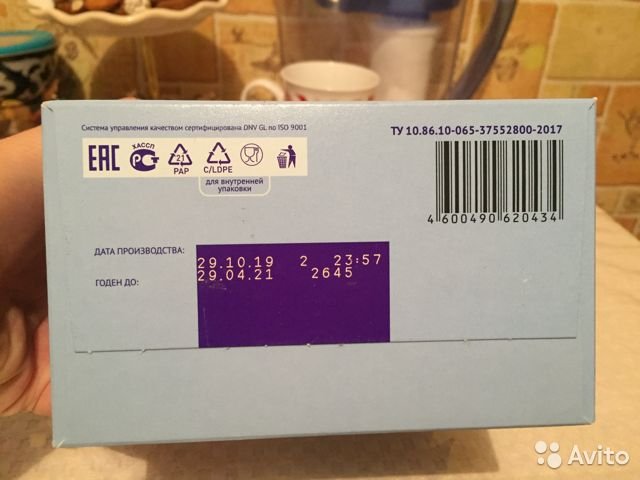 Система управления качеством сертифицирована DNV GL по ISO 9001
ТУ 10.86.10-065-37552800-2017
EAC
ХАССП
РСТ
21
PAP
C/LDPE
для внутренней
упаковки
4 600490 620434
ДАТА ПРОИЗВОДСТВА:
29.10.19 2 23:57
ГОДЕН ДО:
29.04.21 2645
Avito